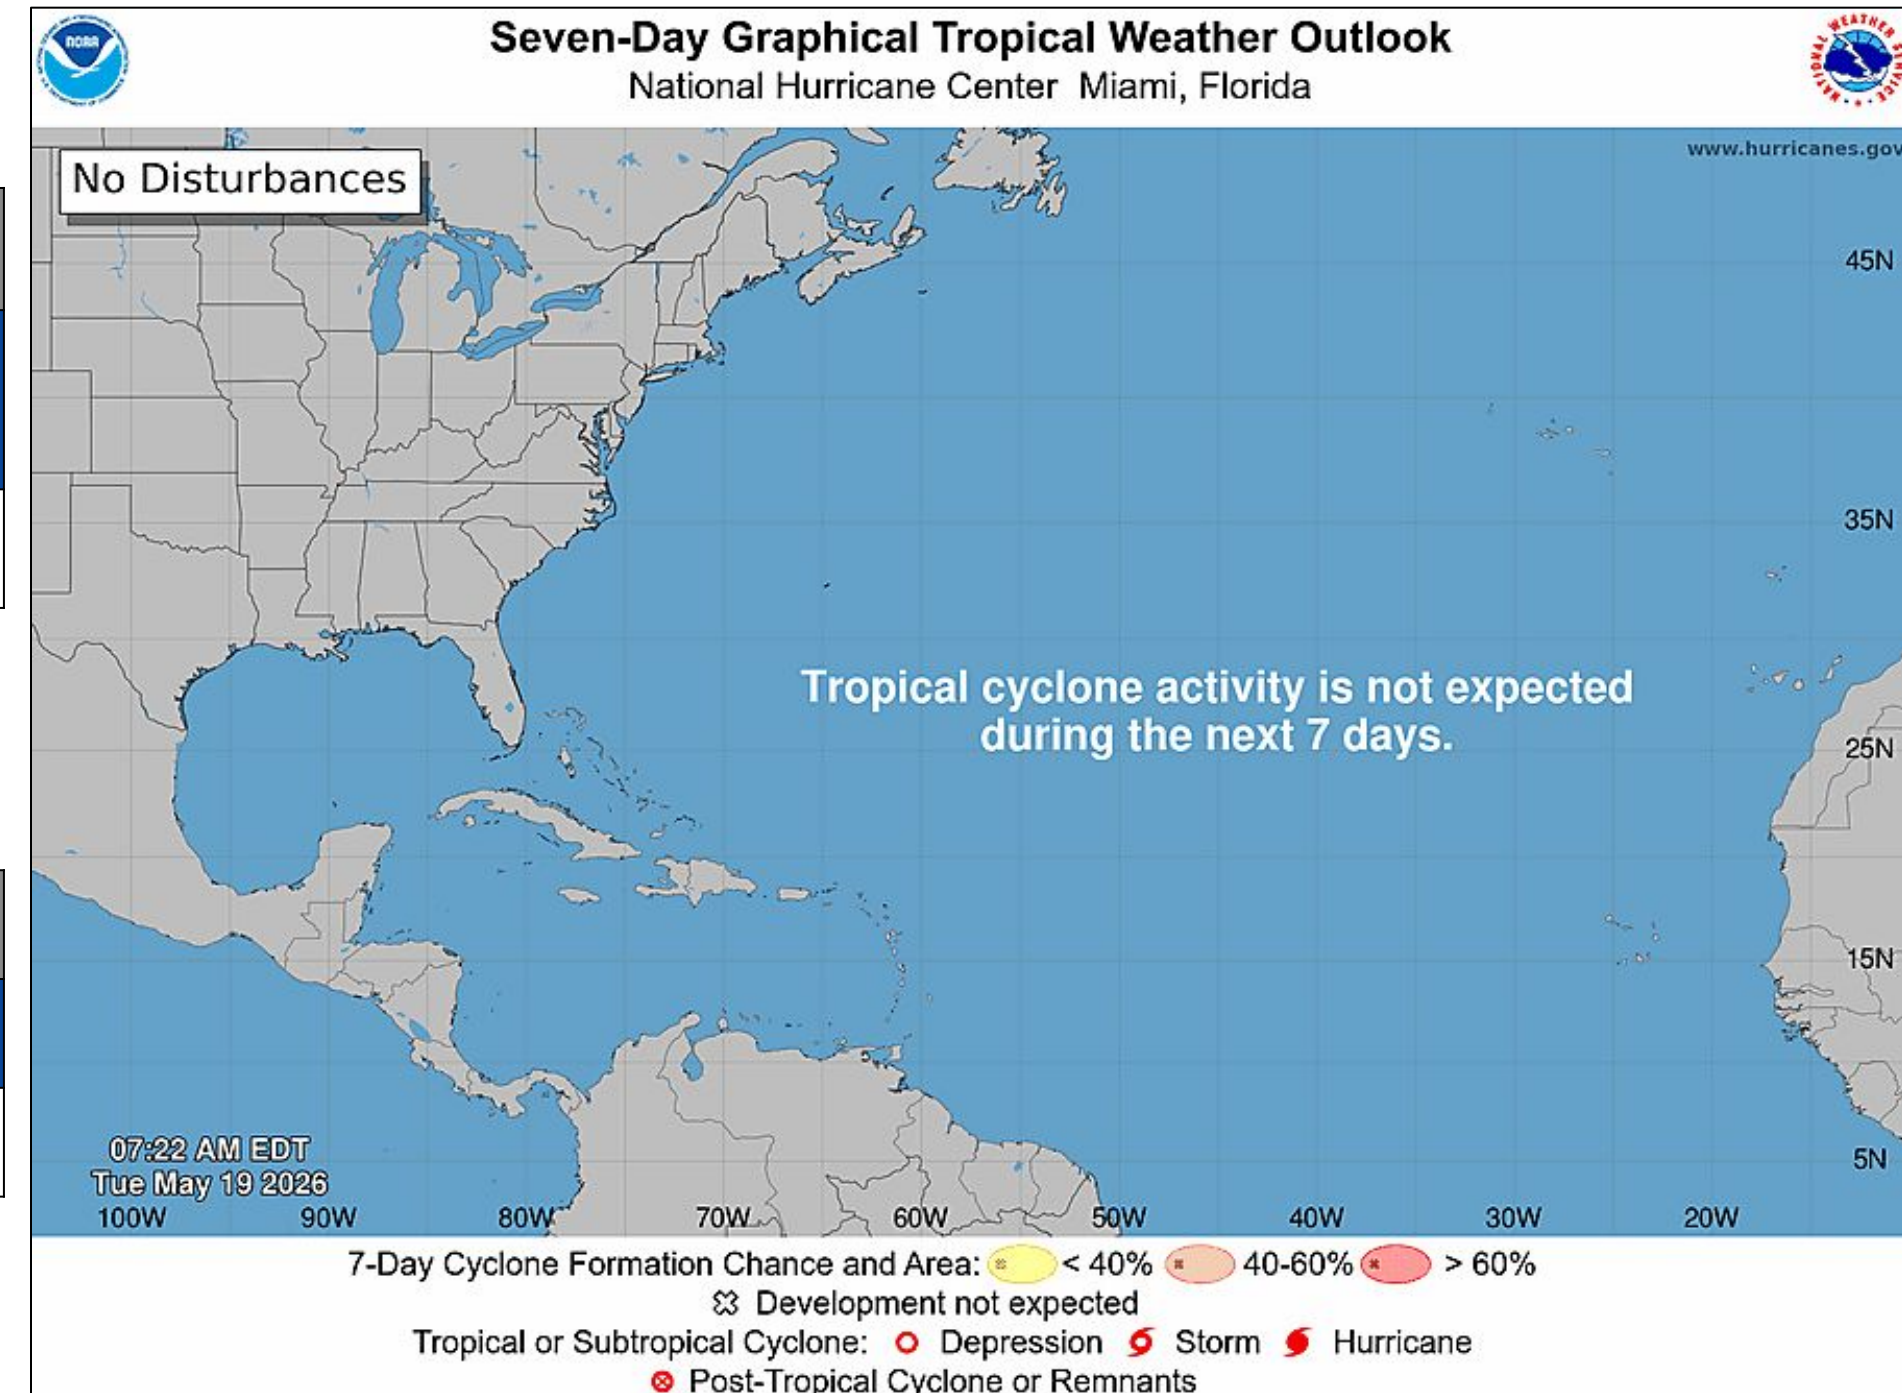 NOAA
Seven-Day Graphical Tropical Weather Outlook
National Hurricane Center Miami, Florida
www.hurricanes.gov
No Disturbances
45N
35N
Tropical cyclone activity is not expected
during the next 7 days.
25N
15N
5N
07:22 AM EDT
Tue May 19 2026
100W 90W 80W 70W 60W 50W 40W 30W 20W
7-Day Cyclone Formation Chance and Area: < 40% 40-60% > 60%
Development not expected
Tropical or Subtropical Cyclone: Depression Storm Hurricane
Post-Tropical Cyclone or Remnants